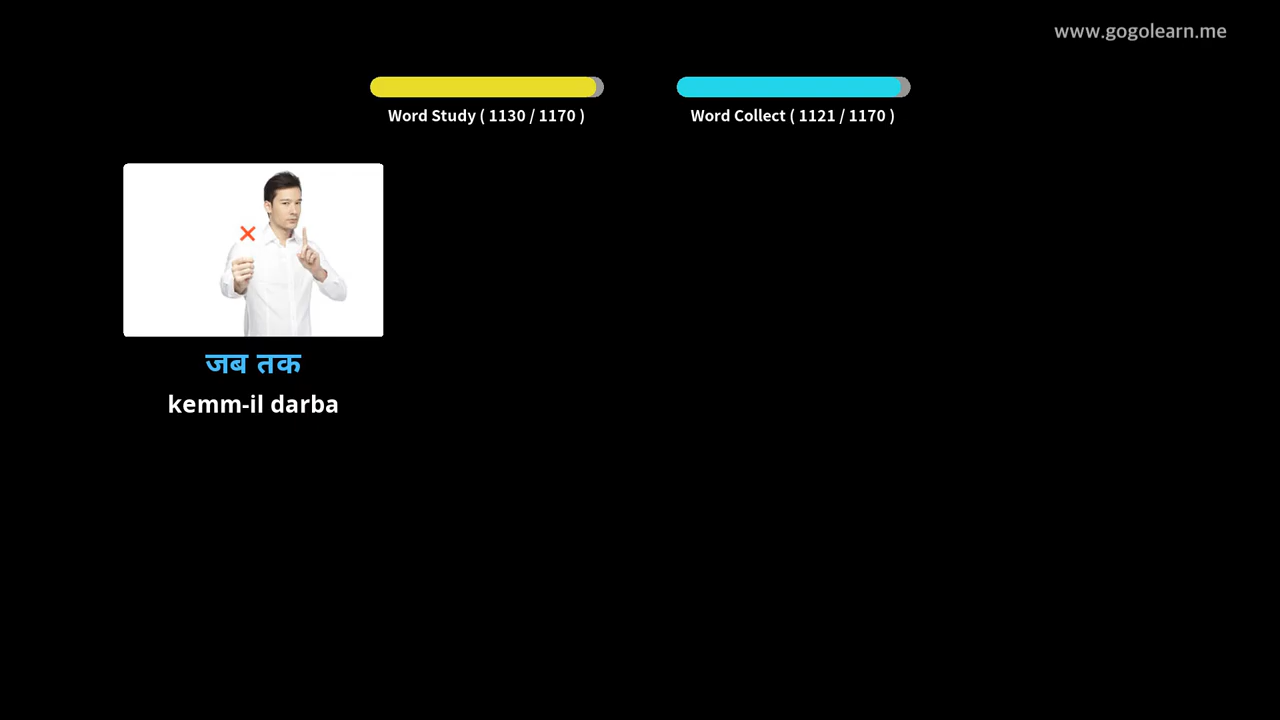 www.gogolearn.me
Word Study ( 1130 / 1170 )
Word Collect ( 1121 / 1170 )
जब तक
kemm-il darba